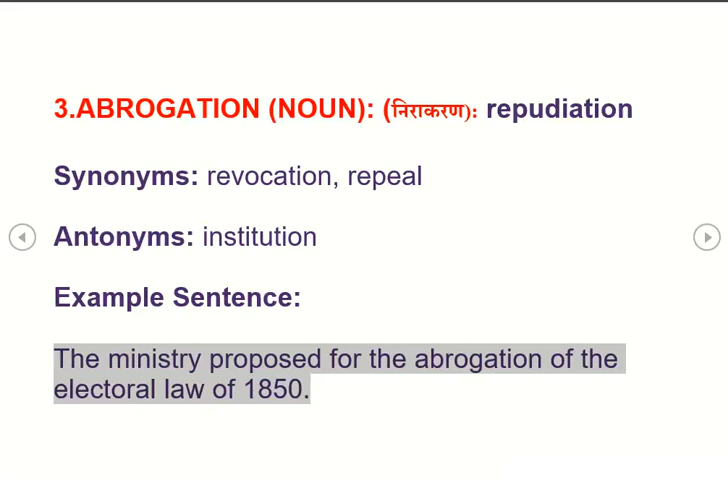 3.ABROGATION (NOUN): (निराकरण): repudiation
Synonyms: revocation, repeal
Antonyms: institution
Example Sentence:
The ministry proposed for the abrogation of the
electoral law of 1850.